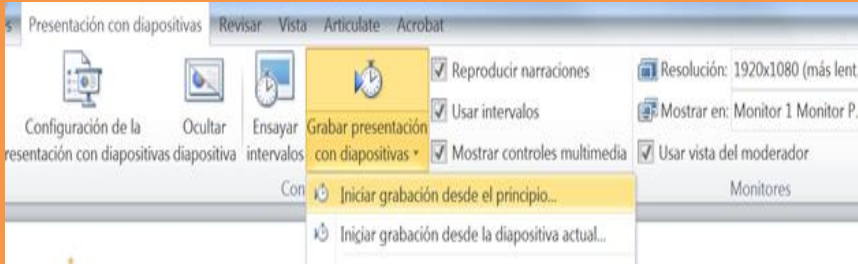 s Presentación con diapositivas Revisar Vista Articulate Acrobat
Reproducir narraciones Resolución: 1920x1080 (más lent
Usar intervalos Mostrar en: Monitor 1 Monitor P.
Configuración de la Ocultar Ensayar Grabar presentación
resentación con diapositivas diapositiva intervalos con diapositivas Mostrar controles multimedia Usar vista del moderador
Con Monitores
Iniciar grabación desde el principio...
Iniciar grabación desde la diapositiva actual...